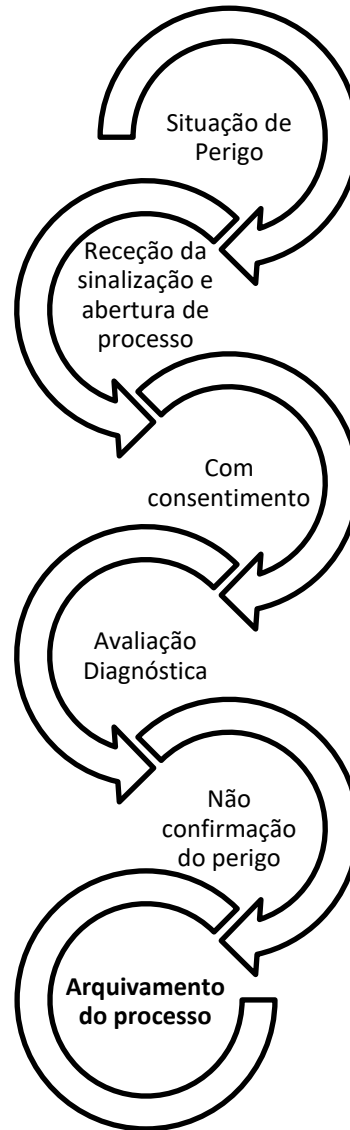 Situação de
Perigo
Receção da
sinalização e
abertura de
processo
Com
consentimento
Avaliação
Diagnóstica
Não
confirmação
do perigo
Arquivamento
do processo